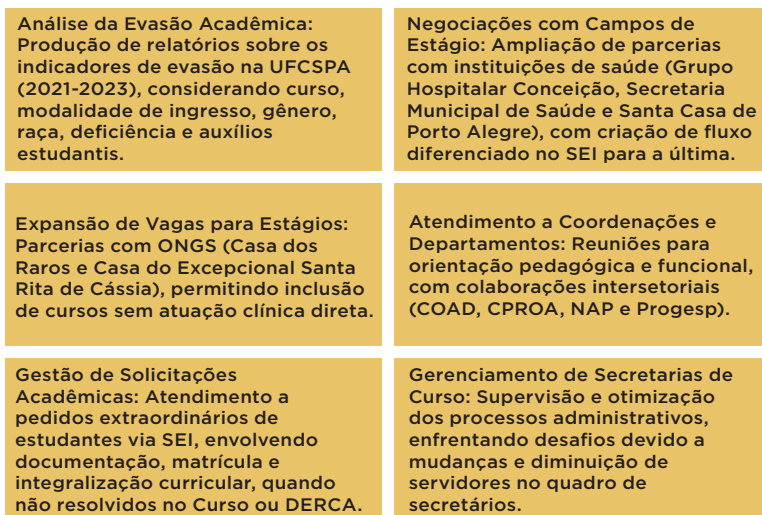 Análise da Evasão Acadêmica:
Produção de relatórios sobre os
indicadores de evasão na UFCSPA
(2021-2023), considerando curso,
modalidade de ingresso, gênero,
raça, deficiência e auxílios
estudantis.
Negociações com Campos de
Estágio: Ampliação de parcerias
com instituições de saúde (Grupo
Hospitalar Conceição, Secretaria
Municipal de Saúde e Santa Casa de
Porto Alegre), com criação de fluxo
diferenciado no SEI para a última.
Expansão de Vagas para Estágios:
Parcerias com ONGS (Casa dos
Raros e Casa do Excepcional Santa
Rita de Cássia), permitindo inclusão
de cursos sem atuação clínica direta.
Atendimento a Coordenações e
Departamentos: Reuniões para
orientação pedagógica e funcional,
com colaborações intersetoriais
(COAD, CPROA, NAP e Progesp).
Gestão de Solicitações
Acadêmicas: Atendimento a
pedidos extraordinários de
estudantes via SEI, envolvendo
documentação, matrícula e
integralização curricular, quando
não resolvidos no Curso ou DERCA.
Gerenciamento de Secretarias de
Curso: Supervisão e otimização
dos processos administrativos,
enfrentando desafios devido a
mudanças e diminuição de
servidores no quadro de
secretários.